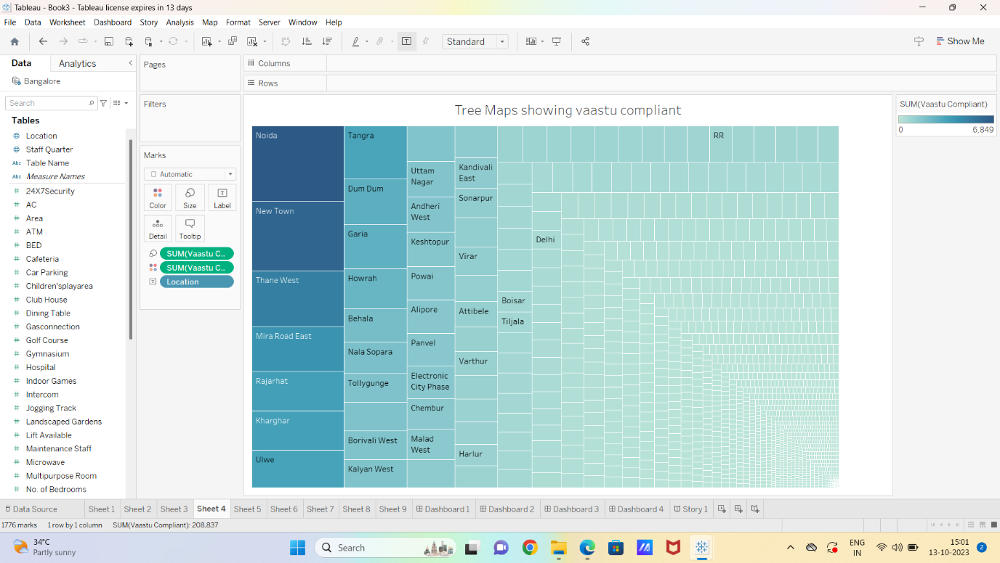 Tableau - Book3 - Tableau license expires in 13 days
File Data Worksheet Dashboard Story Analysis Map Format Server Window Help
Standard
Show Me
Data Analytics
Bangalore
Search
Tables
Location
Staff Quarter
Abc Table Name
Abc Measure Names
24X7Security
AC
Area
ATM
BED
Cafeteria
Car Parking
Children'splayarea
Club House
Dining Table
Gasconnection
Golf Course
Gymnasium
Hospital
Indoor Games
Intercom
Jogging Track
Landscaped Gardens
Lift Available
Maintenance Staff
Microwave
Multipurpose Room
No. of Bedrooms
Pages
Filters
Marks
Automatic
Color Size Label
Detail Tooltip
SUM(Vaastu C..
SUM(Vaastu C..
Location
Columns
Rows
Tree Maps showing vaastu compliant
Noida
New Town
Thane West
Mira Road East
Rajarhat
Kharghar
Ulwe
Tangra
Dum Dum
Garia
Howrah
Behala
Nala Sopara
Tollygunge
Borivali West
Kalyan West
Uttam
Nagar
Andheri
West
Keshtopur
Powai
Alipore
Panvel
Electronic
City Phase
Chembur
Malad
West
Kandivali
East
Sonarpur
Virar
Attibele
Varthur
Harlur
Boisar
Tiljala
Delhi
RR
SUM(Vaastu Compliant)
0 6,849
Data Source Sheet 1 Sheet 2 Sheet 3 Sheet 4 Sheet 5 Sheet 6 Sheet 7 Sheet 8 Sheet 9 Dashboard 1 Dashboard 2 Dashboard 3 Dashboard 4 Story 1
1776 marks 1 row by 1 column SUM(Vaastu Compliant): 208,837
34°C
Partly sunny
Search
ENG
IN
15:01
13-10-2023
2